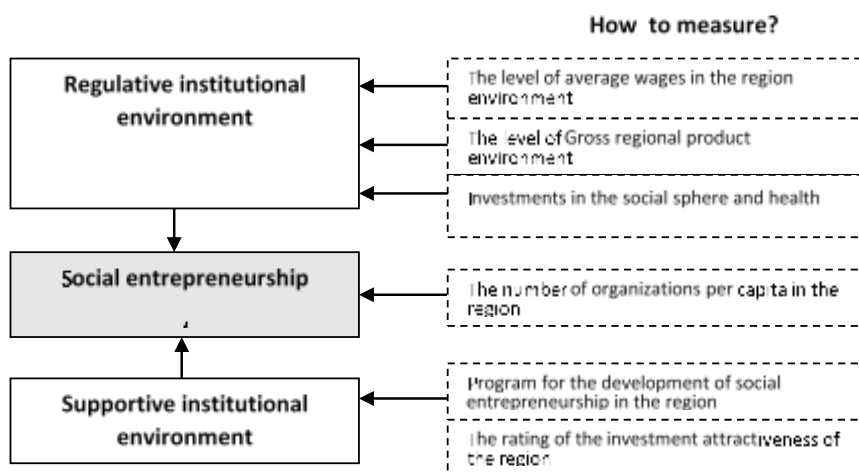 How to measure?
Regulative institutional
environment
The level of average wages in the region
environment
The level of Gross regional product
environment
Investments in the social sphere and health
Social entrepreneurship
The number of organizations per capita in the
region
Supportive institutional
environment
Program for the development of social
entrepreneurship in the region
The rating of the investment attractiveness of
the region